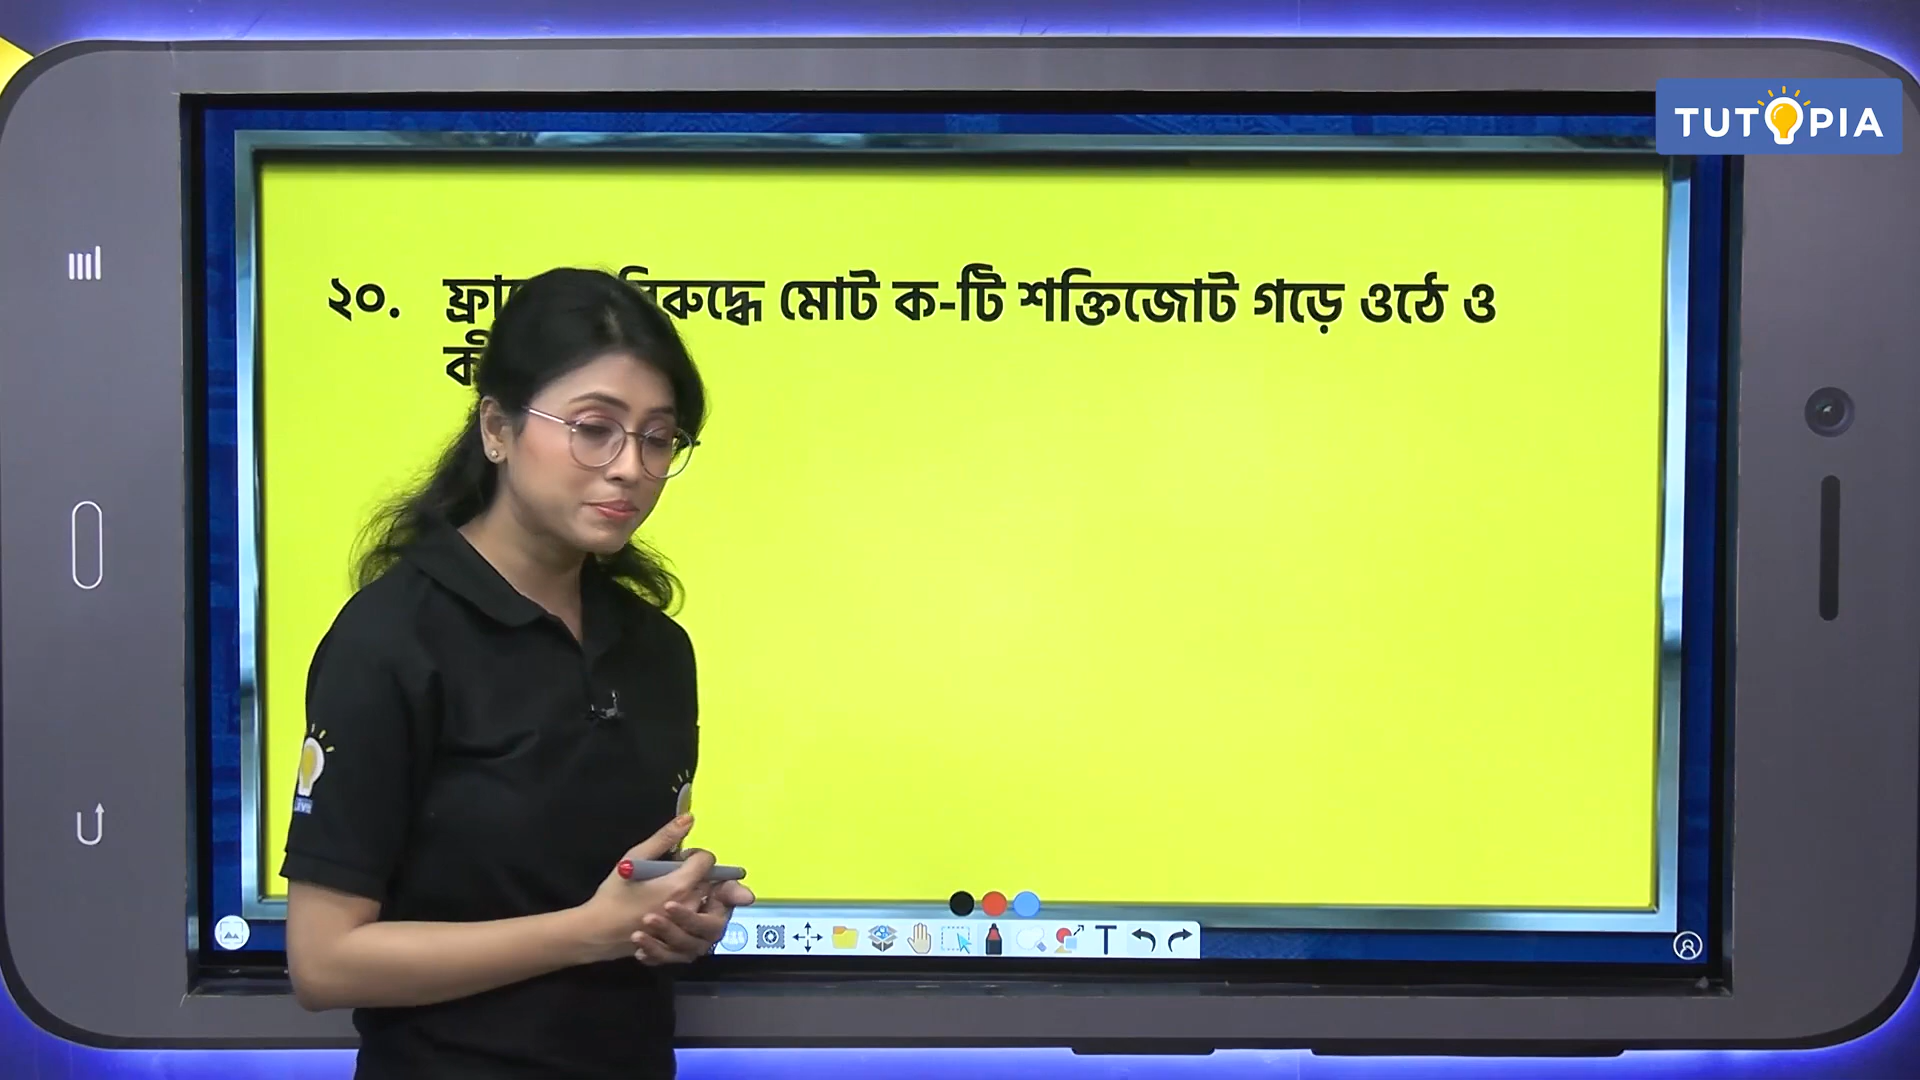 TUTOPIA
২০. বিরুদ্ধে মোট ক-টি শক্তিজোট গড়ে ওঠে ও